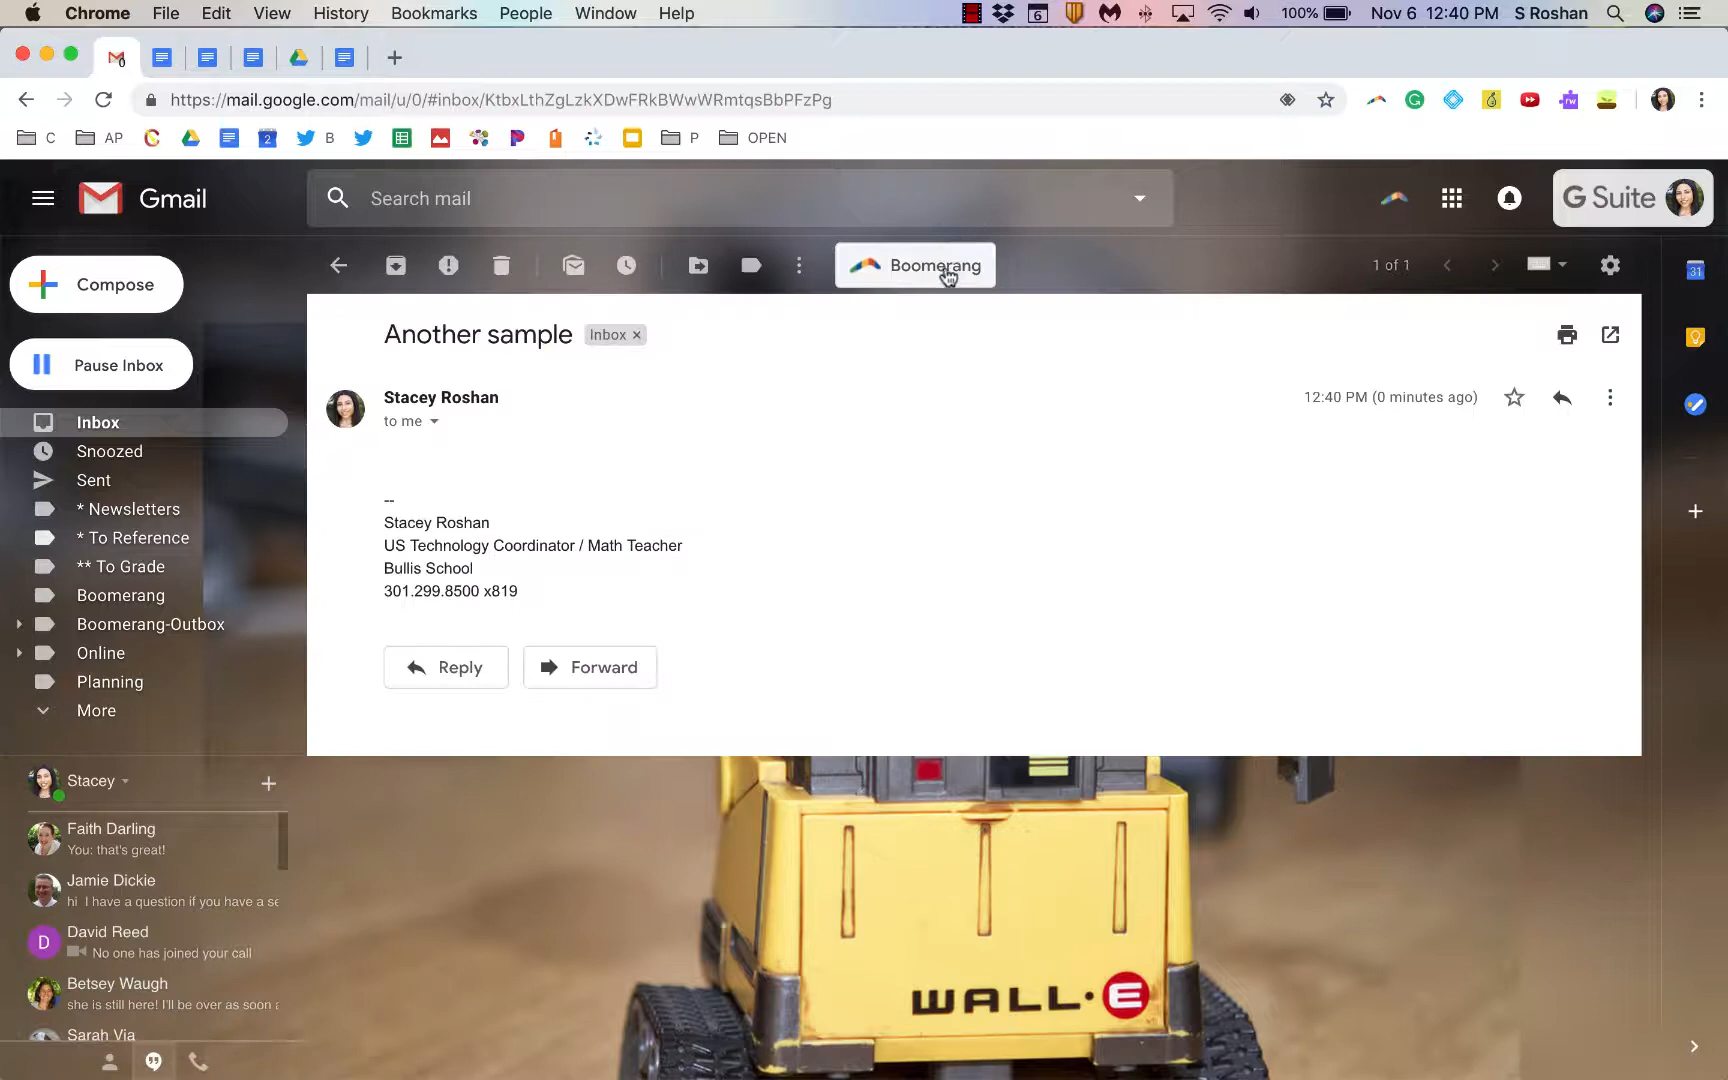 Chrome File Edit View History Bookmarks People Window Help 6 100% Nov 6 12:40 PM S Roshan
0
https://mail.google.com/mail/u/0/#inbox/KtbxLthZgLzkXDwFRkBWwWRmtqsBbPFzPg rw
C AP C 2 B P OPEN
Gmail Search mail G Suite
Boomerang 1 of 1
Compose 31
Another sample Inbox ×
Pause Inbox
Stacey Roshan 12:40 PM (0 minutes ago)
to me
Inbox
Snoozed
Sent
* Newsletters
* To Reference
** To Grade
Boomerang
Boomerang-Outbox
Online
Planning
More
--
Stacey Roshan
US Technology Coordinator / Math Teacher
Bullis School
301.299.8500 x819
Reply Forward
Stacey
Faith Darling
You: that's great!
Jamie Dickie
hi I have a question if you have a se
D David Reed
No one has joined your call
Betsey Waugh
she is still here! I'll be over as soon a
Sarah Via
WALL·E